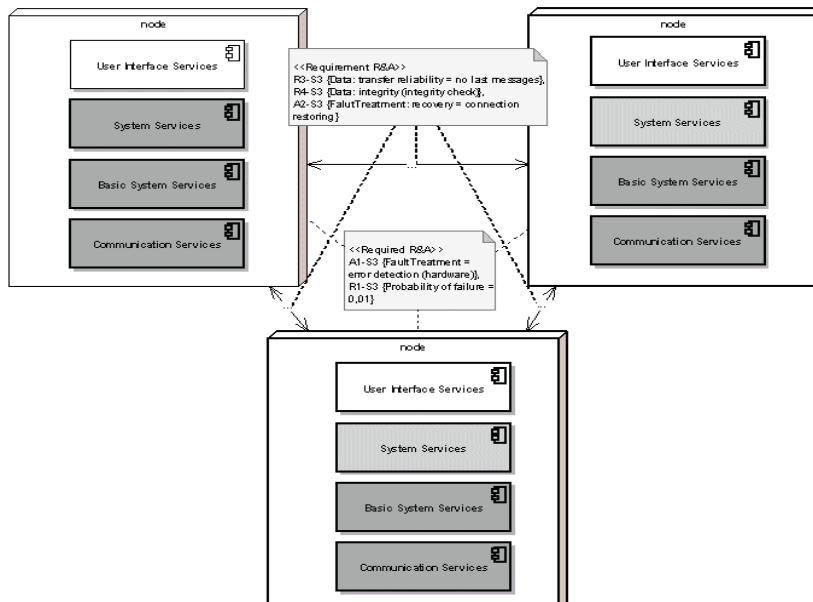 node
User Interface Services
System Services
Basic System Services
Communication Services
<<Requirement R&A>>
R3-S3 {Data: transfer reliability = no last messages},
R4-S3 {Data: integrity (integrity check)},
A2-S3 {FalutTreatment: recovery = connection
restoring }
node
User Interface Services
System Services
Basic System Services
Communication Services
<<Required R&A>>
A1-S3 {FaultTreatment =
error detection (hardware)},
R1-S3 {Probability of failure =
0,01}
node
User Interface Services
System Services
Basic System Services
Communication Services